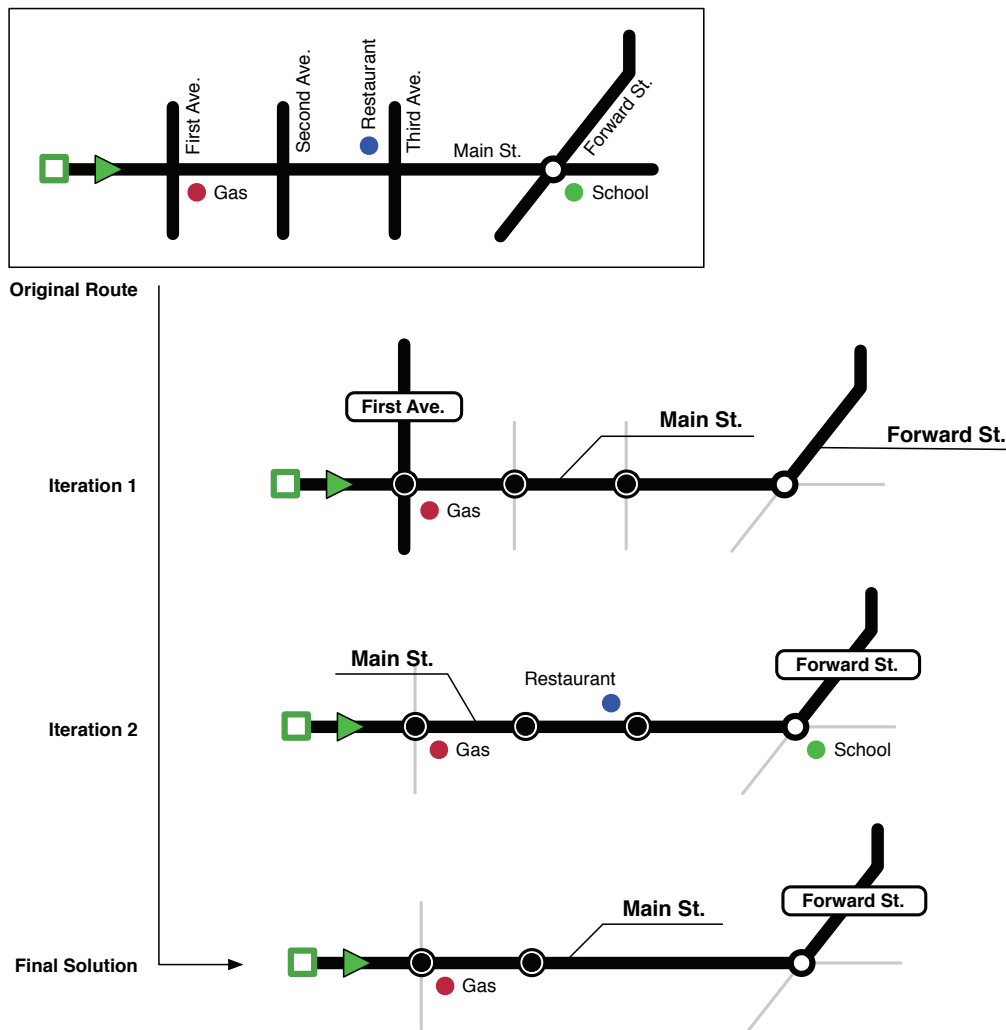 First Ave.
Second Ave.
Restaurant
Third Ave.
Main St.
Forward St.
Gas
School
Original Route
First Ave.
Main St.
Forward St.
Iteration 1
Gas
Main St.
Restaurant
Forward St.
Iteration 2
Gas
School
Main St.
Forward St.
Final Solution
Gas